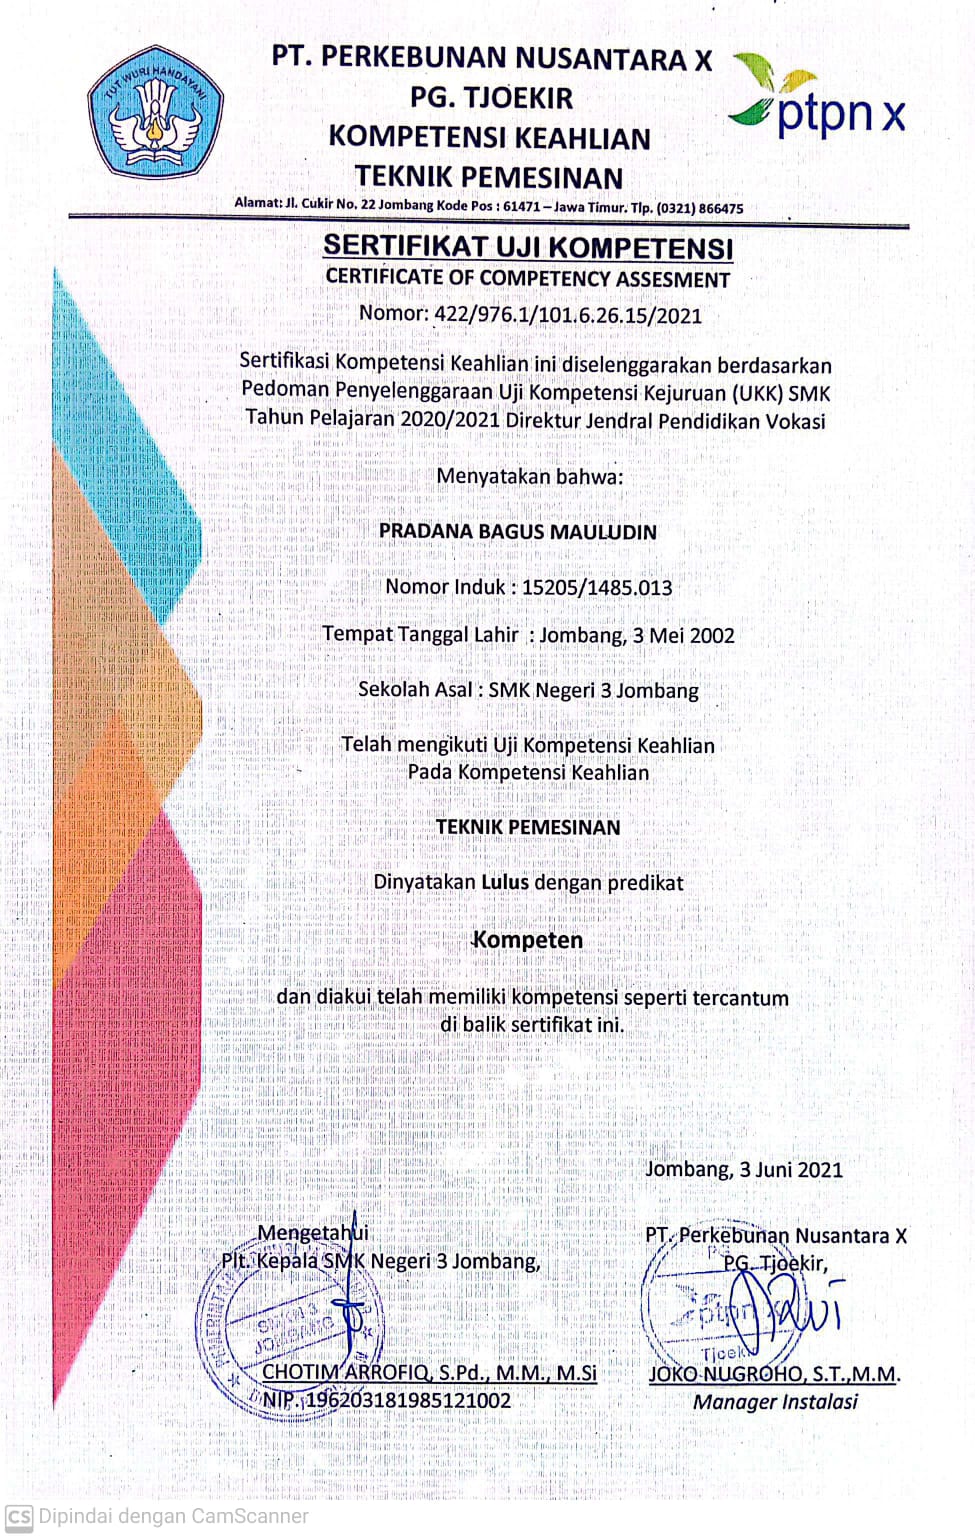 TUT WURI HANDAYANI
PT. PERKEBUNAN NUSANTARA X
PG. TJOEKIR
KOMPETENSI KEAHLIAN
TEKNIK PEMESINAN
ptpn x
Alamat: Jl. Cukir No. 22 Jombang Kode Pos : 61471 – Jawa Timur. Tlp. (0321) 866475
SERTIFIKAT UJI KOMPETENSI
CERTIFICATE OF COMPETENCY ASSESMENT
Nomor: 422/976.1/101.6.26.15/2021
Sertifikasi Kompetensi Keahlian ini diselenggarakan berdasarkan
Pedoman Penyelenggaraan Uji Kompetensi Kejuruan (UKK) SMK
Tahun Pelajaran 2020/2021 Direktur Jendral Pendidikan Vokasi
Menyatakan bahwa:
PRADANA BAGUS MAULUDIN
Nomor Induk : 15205/1485.013
Tempat Tanggal Lahir : Jombang, 3 Mei 2002
Sekolah Asal : SMK Negeri 3 Jombang
Telah mengikuti Uji Kompetensi Keahlian
Pada Kompetensi Keahlian
TEKNIK PEMESINAN
Dinyatakan Lulus dengan predikat
Kompeten
dan diakui telah memiliki kompetensi seperti tercantum
di balik sertifikat ini.
Jombang, 3 Juni 2021
Mengetahui
Plt. Kepala SMK Negeri 3 Jombang,
CHOTIM ARROFIQ, S.Pd., M.M., M.Si
NIP. 196203181985121002
PT. Perkebunan Nusantara X
PG. Tjoekir,
PG
ptpn x
Tjoekir
JOKO NUGROHO, S.T.,M.M.
Manager Instalasi
CS Dipindai dengan CamScanner